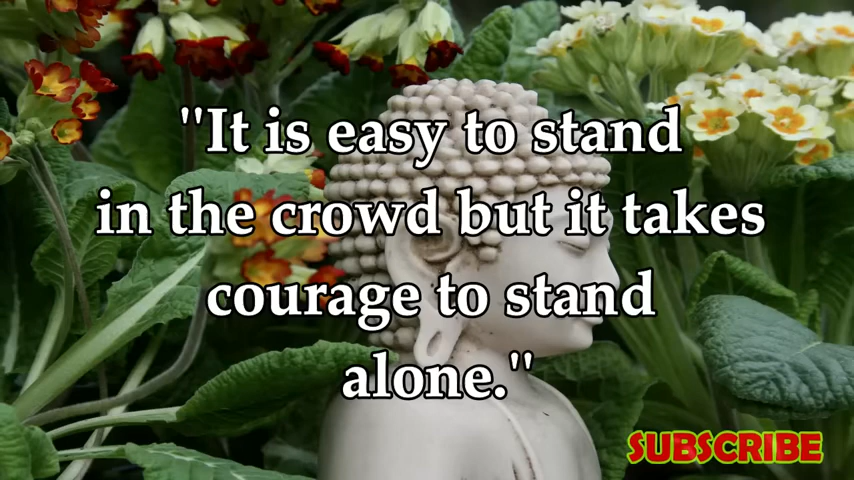 "It is easy to stand
in the crowd but it takes
courage to stand
alone."
SUBSCRIBE